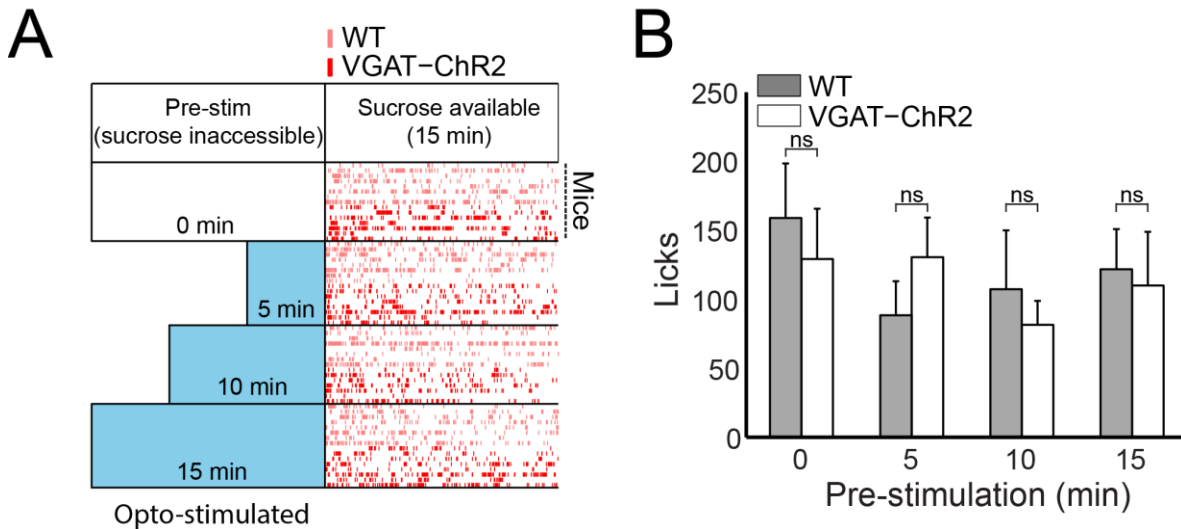 A
WT
VGAT−ChR2
Pre-stim
(sucrose inaccessible)
Sucrose available
(15 min)
Mice
0 min
5 min
10 min
15 min
Opto-stimulated
B
WT
VGAT−ChR2
250
200
150
100
50
0
Licks
ns
ns
ns
ns
0
5
10
15
Pre-stimulation (min)